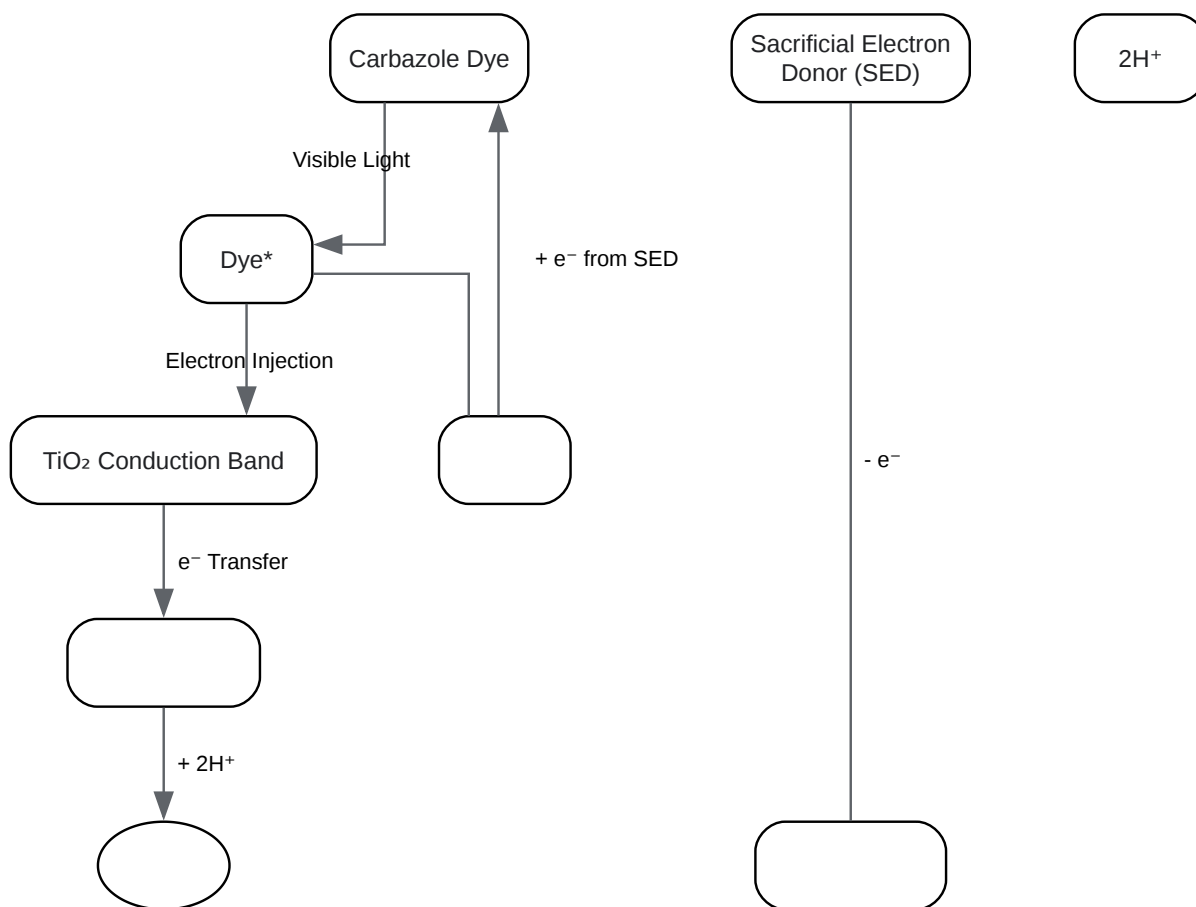 Carbazole Dye
Sacrificial Electron
Donor (SED)
2H⁺
Visible Light
Dye*
+ e⁻ from SED
Electron Injection
TiO₂ Conduction Band
- e⁻
e⁻ Transfer
+ 2H⁺